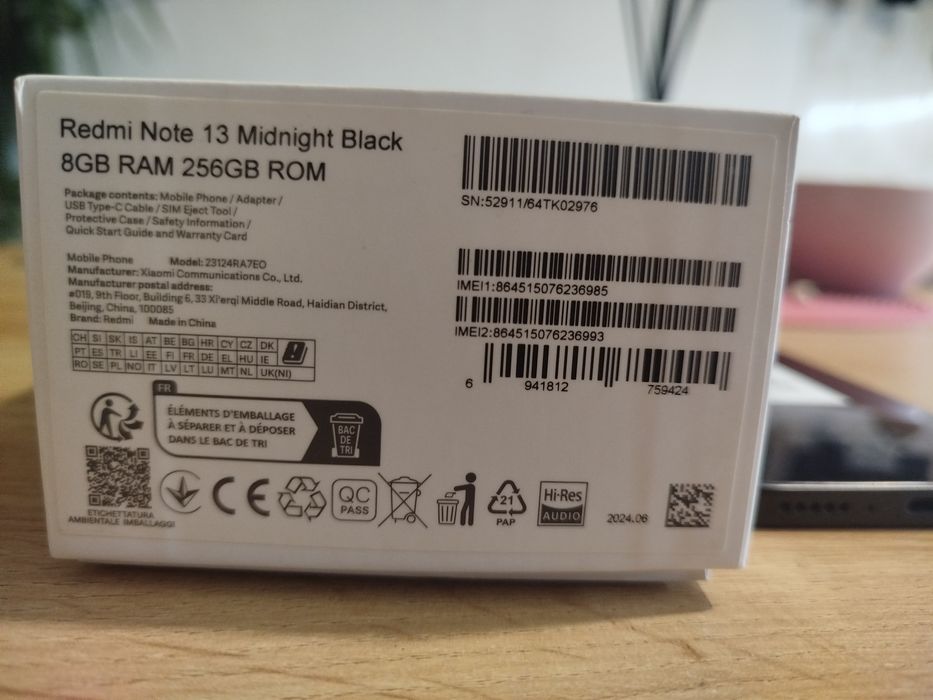 Redmi Note 13 Midnight Black
8GB RAM 256GB ROM
Package contents: Mobile Phone / Adapter /
USB Type-C Cable / SIM Eject Tool /
Protective Case / Safety Information /
Quick Start Guide and Warranty Card
Mobile Phone Model: 23124RA7EO
Manufacturer: Xiaomi Communications Co., Ltd.
Manufacturer postal address:
#019, 9th Floor, Building 6, 33 Xi'erqi Middle Road, Haidian District,
Beijing, China, 100085
Brand: Redmi Made in China
CH SI SK IS AT BE BG HR CY CZ DK
PT ES TR LI EE FI FR DE EL HU IE
RO SE PL NO IT LV LT LU MT NL UK(NI)
SN:52911/64TK02976
IMEI1:864515076236985
IMEI2:864515076236993
6 941812 759424
FR
ÉLÉMENTS D'EMBALLAGE
À SÉPARER ET À DÉPOSER
DANS LE BAC DE TRI
BAC
DE
TRI
ETICHETTATURA
AMBIENTALE IMBALLAGGI
CE
QC
PASS
21
PAP
Hi-Res
AUDIO
2024.06